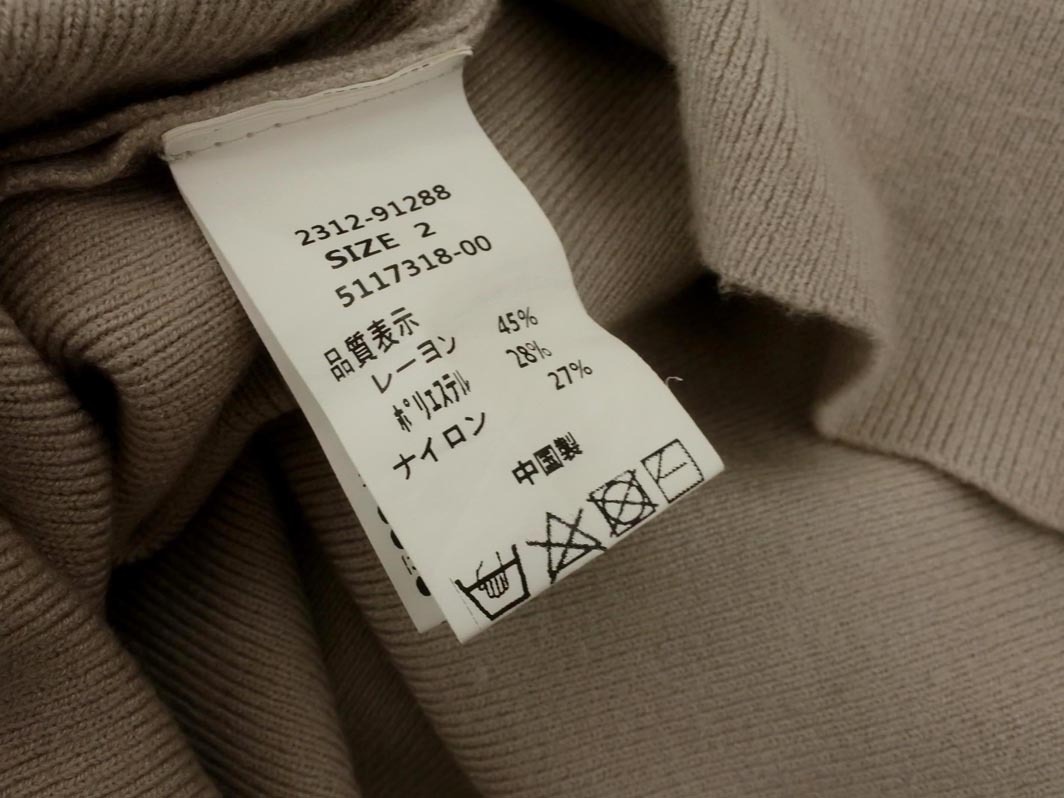 2312-91288
SIZE 2
5117318-00
品質表示
レーヨン 45%
ポリエステル 28%
ナイロン 27%
中国製